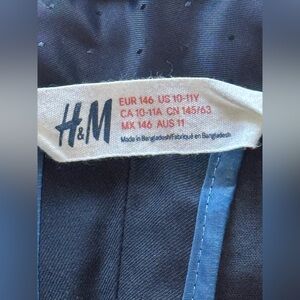 H&M
EUR 146 US 10-11Y
CA 10-11A CN 145/63
MX 146 AUS 11
Made in Bangladesh/Fabriqué en Bangladesh